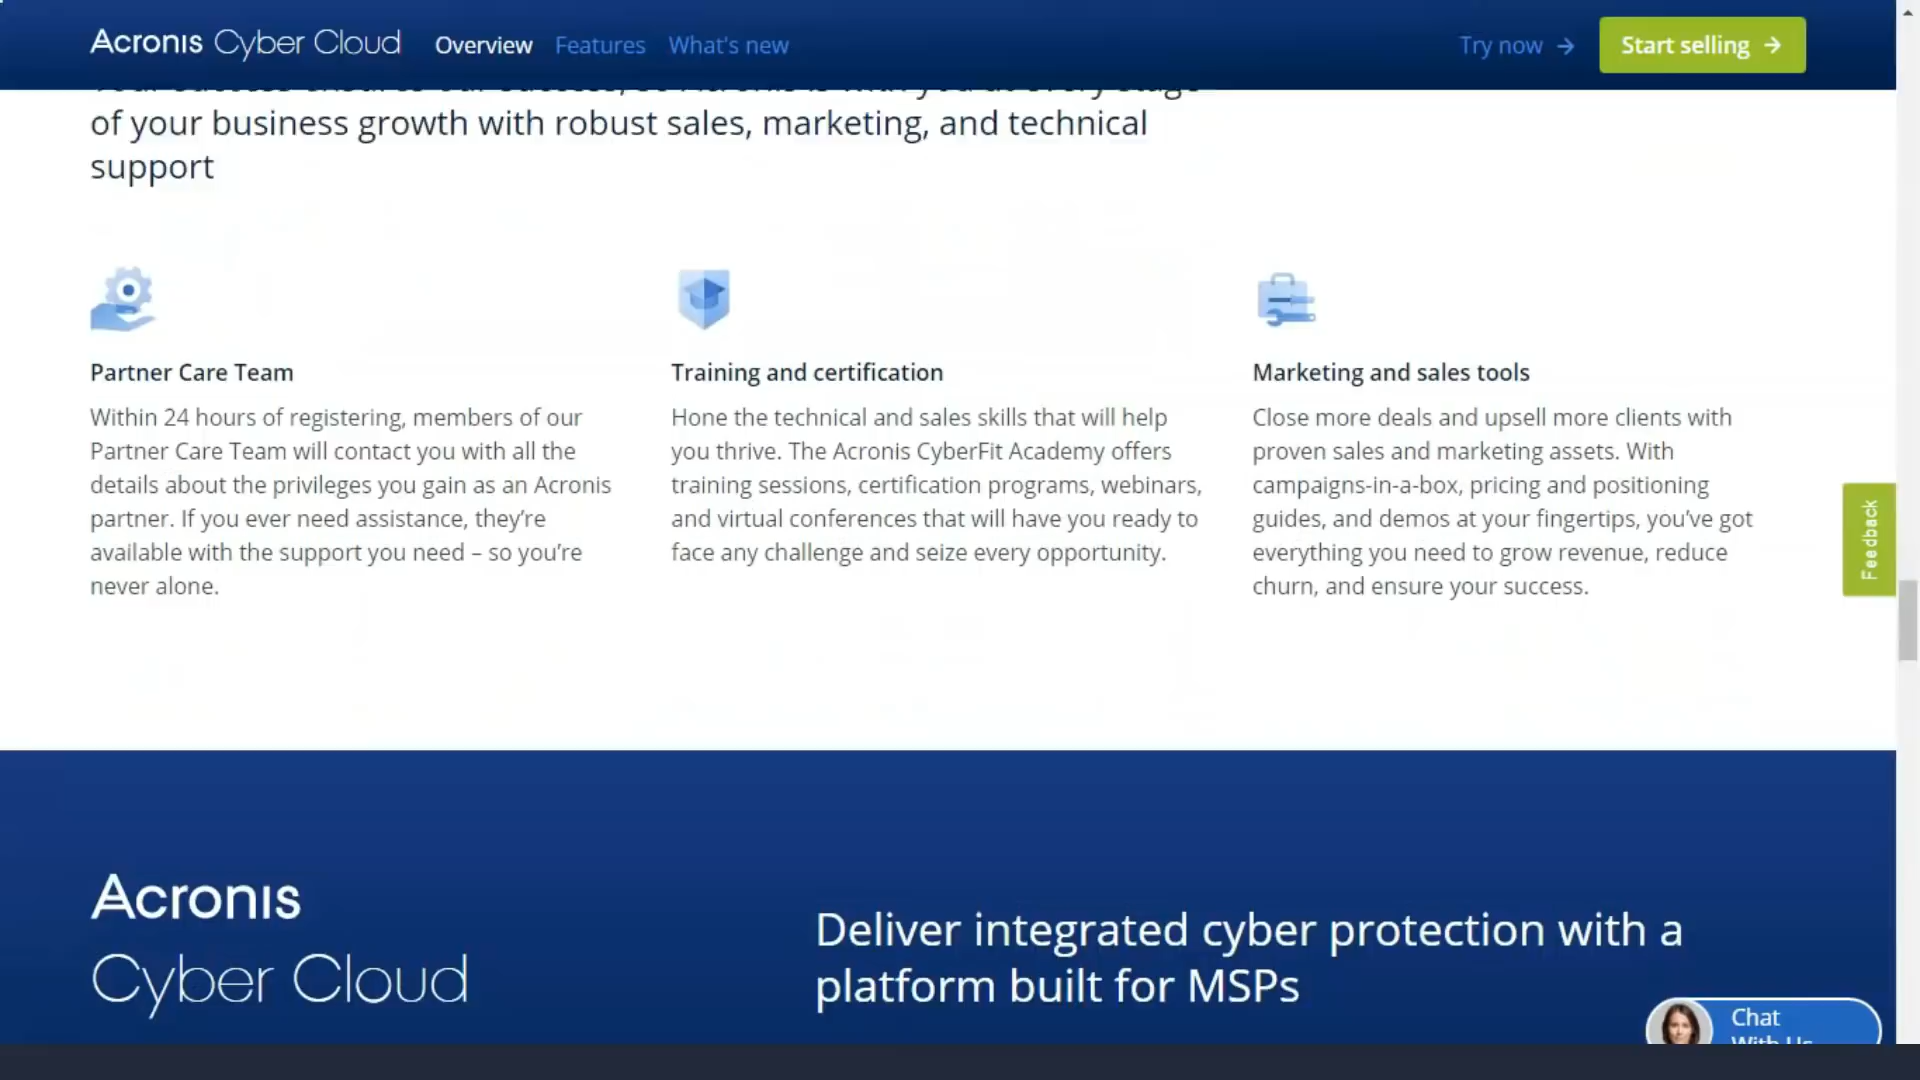 Acronis Cyber Cloud Overview Features What's new Try now → Start selling →
of your business growth with robust sales, marketing, and technical
support
Partner Care Team
Within 24 hours of registering, members of our
Partner Care Team will contact you with all the
details about the privileges you gain as an Acronis
partner. If you ever need assistance, they’re
available with the support you need – so you’re
never alone.
Training and certification
Hone the technical and sales skills that will help
you thrive. The Acronis CyberFit Academy offers
training sessions, certification programs, webinars,
and virtual conferences that will have you ready to
face any challenge and seize every opportunity.
Marketing and sales tools
Close more deals and upsell more clients with
proven sales and marketing assets. With
campaigns-in-a-box, pricing and positioning
guides, and demos at your fingertips, you’ve got
everything you need to grow revenue, reduce
churn, and ensure your success.
Feedback
Acronis
Cyber Cloud
Deliver integrated cyber protection with a
platform built for MSPs
Chat
With Us